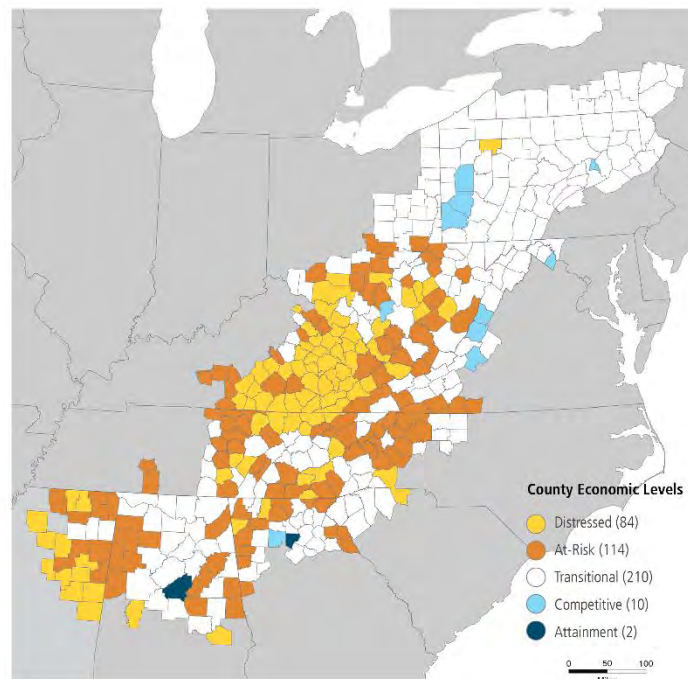 County Economic Levels
Distressed (84)
At-Risk (114)
Transitional (210)
Competitive (10)
Attainment (2)
0 50 100